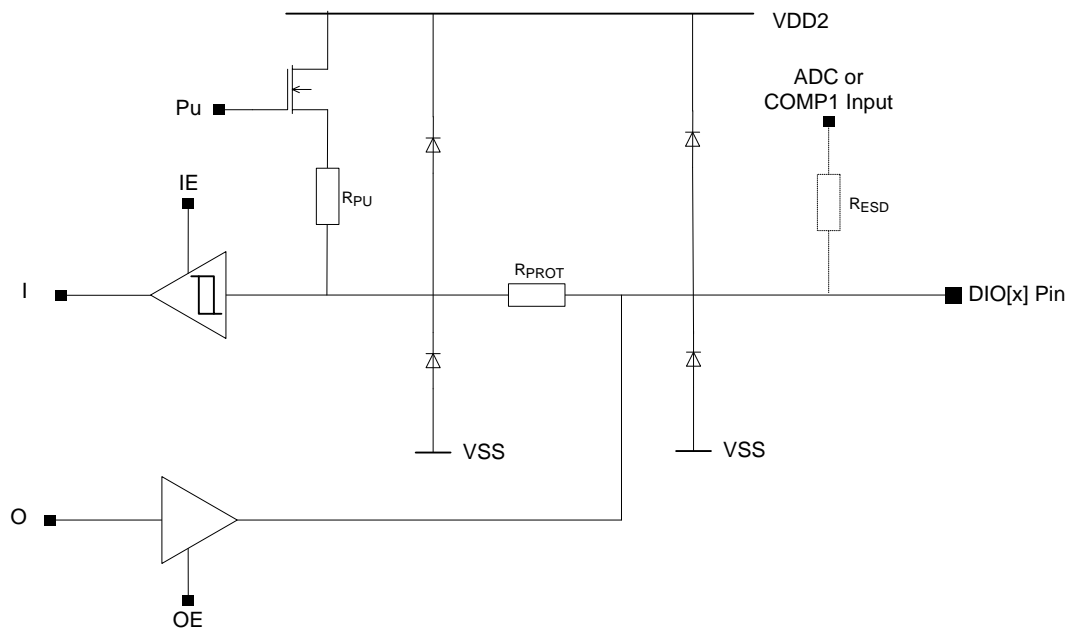 VDD2
ADC or
COMP1 Input
Pu
IE
RPU
RESD
RPROT
I
DIO[x] Pin
VSS
VSS
O
OE